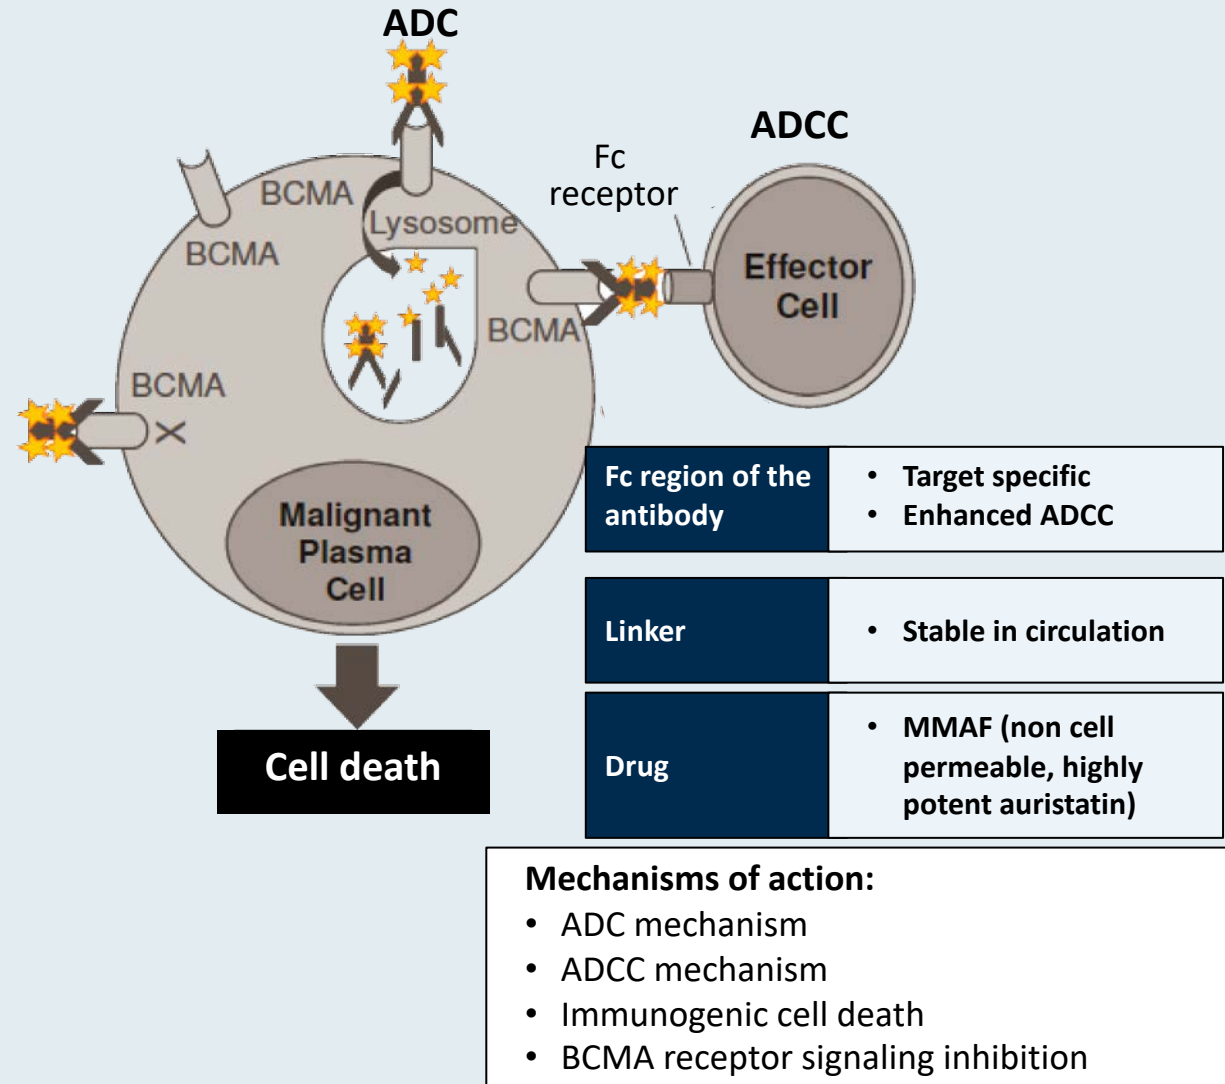 ADC
ADCC
Fc
receptor
BCMA
Lysosome
BCMA
Effector
Cell
BCMA
BCMA
X
Malignant
Plasma
Cell
Cell death
Fc region of the
antibody
• Target specific
• Enhanced ADCC
Linker
• Stable in circulation
Drug
• MMAF (non cell
permeable, highly
potent auristatin)
Mechanisms of action:
• ADC mechanism
• ADCC mechanism
• Immunogenic cell death
• BCMA receptor signaling inhibition